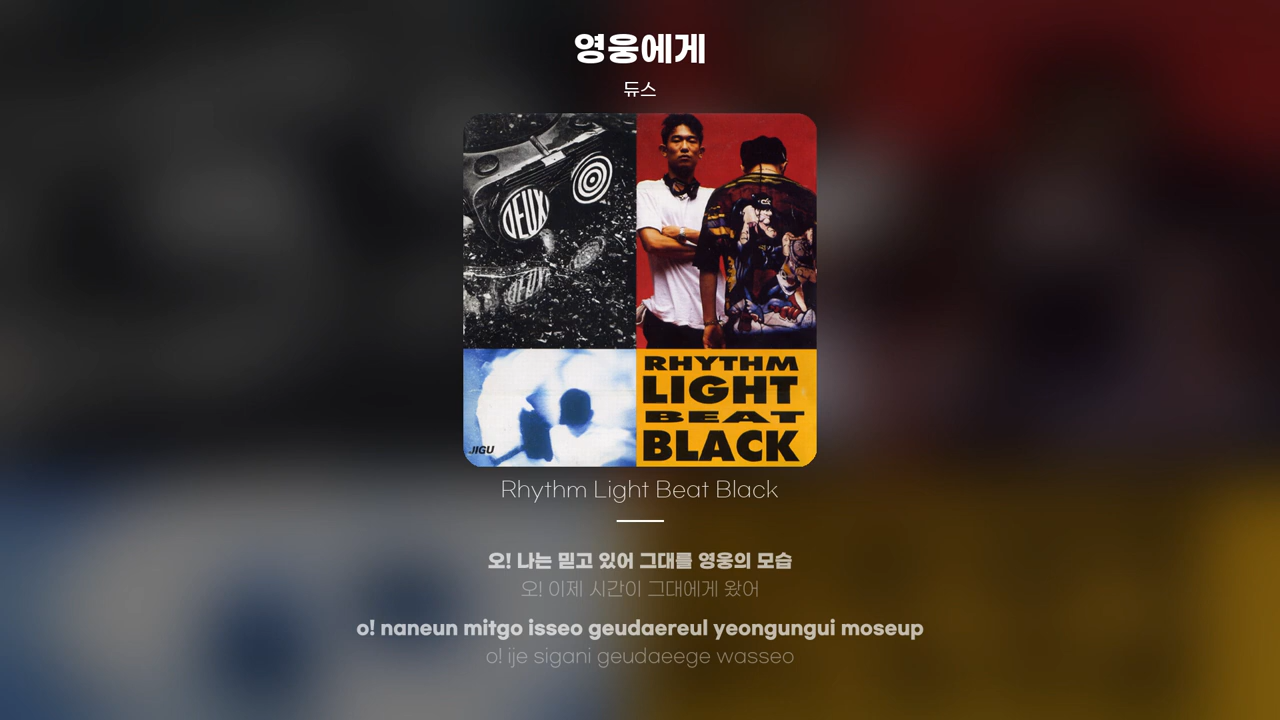 영웅에게
듀스
DEUX
DEUX
RHYTHM
LIGHT
BEAT
BLACK
JIGU
Rhythm Light Beat Black
오! 나는 믿고 있어 그대를 영웅의 모습
오! 이제 시간이 그대에게 왔어
o! naneun mitgo isseo geudaereul yeongungui moseup
o! ije sigani geudaeege wasseo